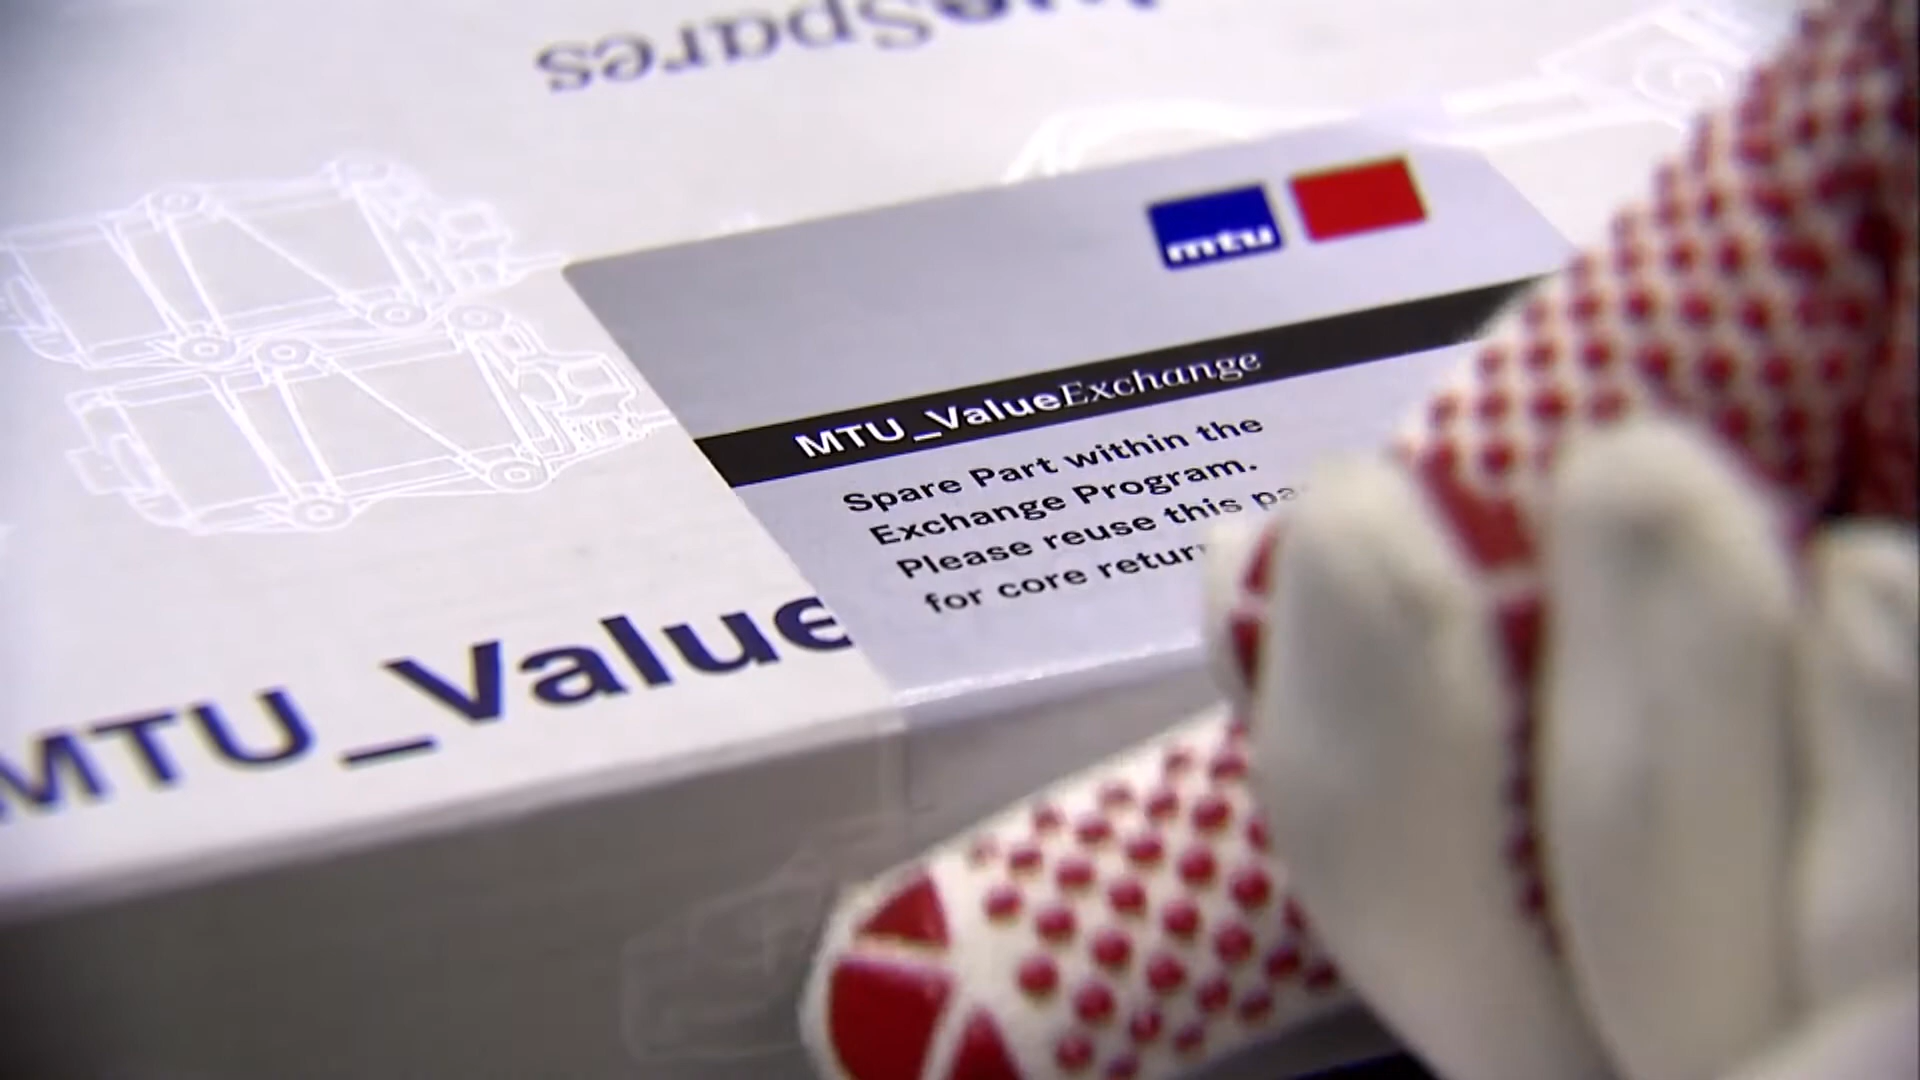 Spares
mtu
MTU_ValueExchange
Spare Part within the
Exchange Program.
Please reuse this
for core
MTU_Value